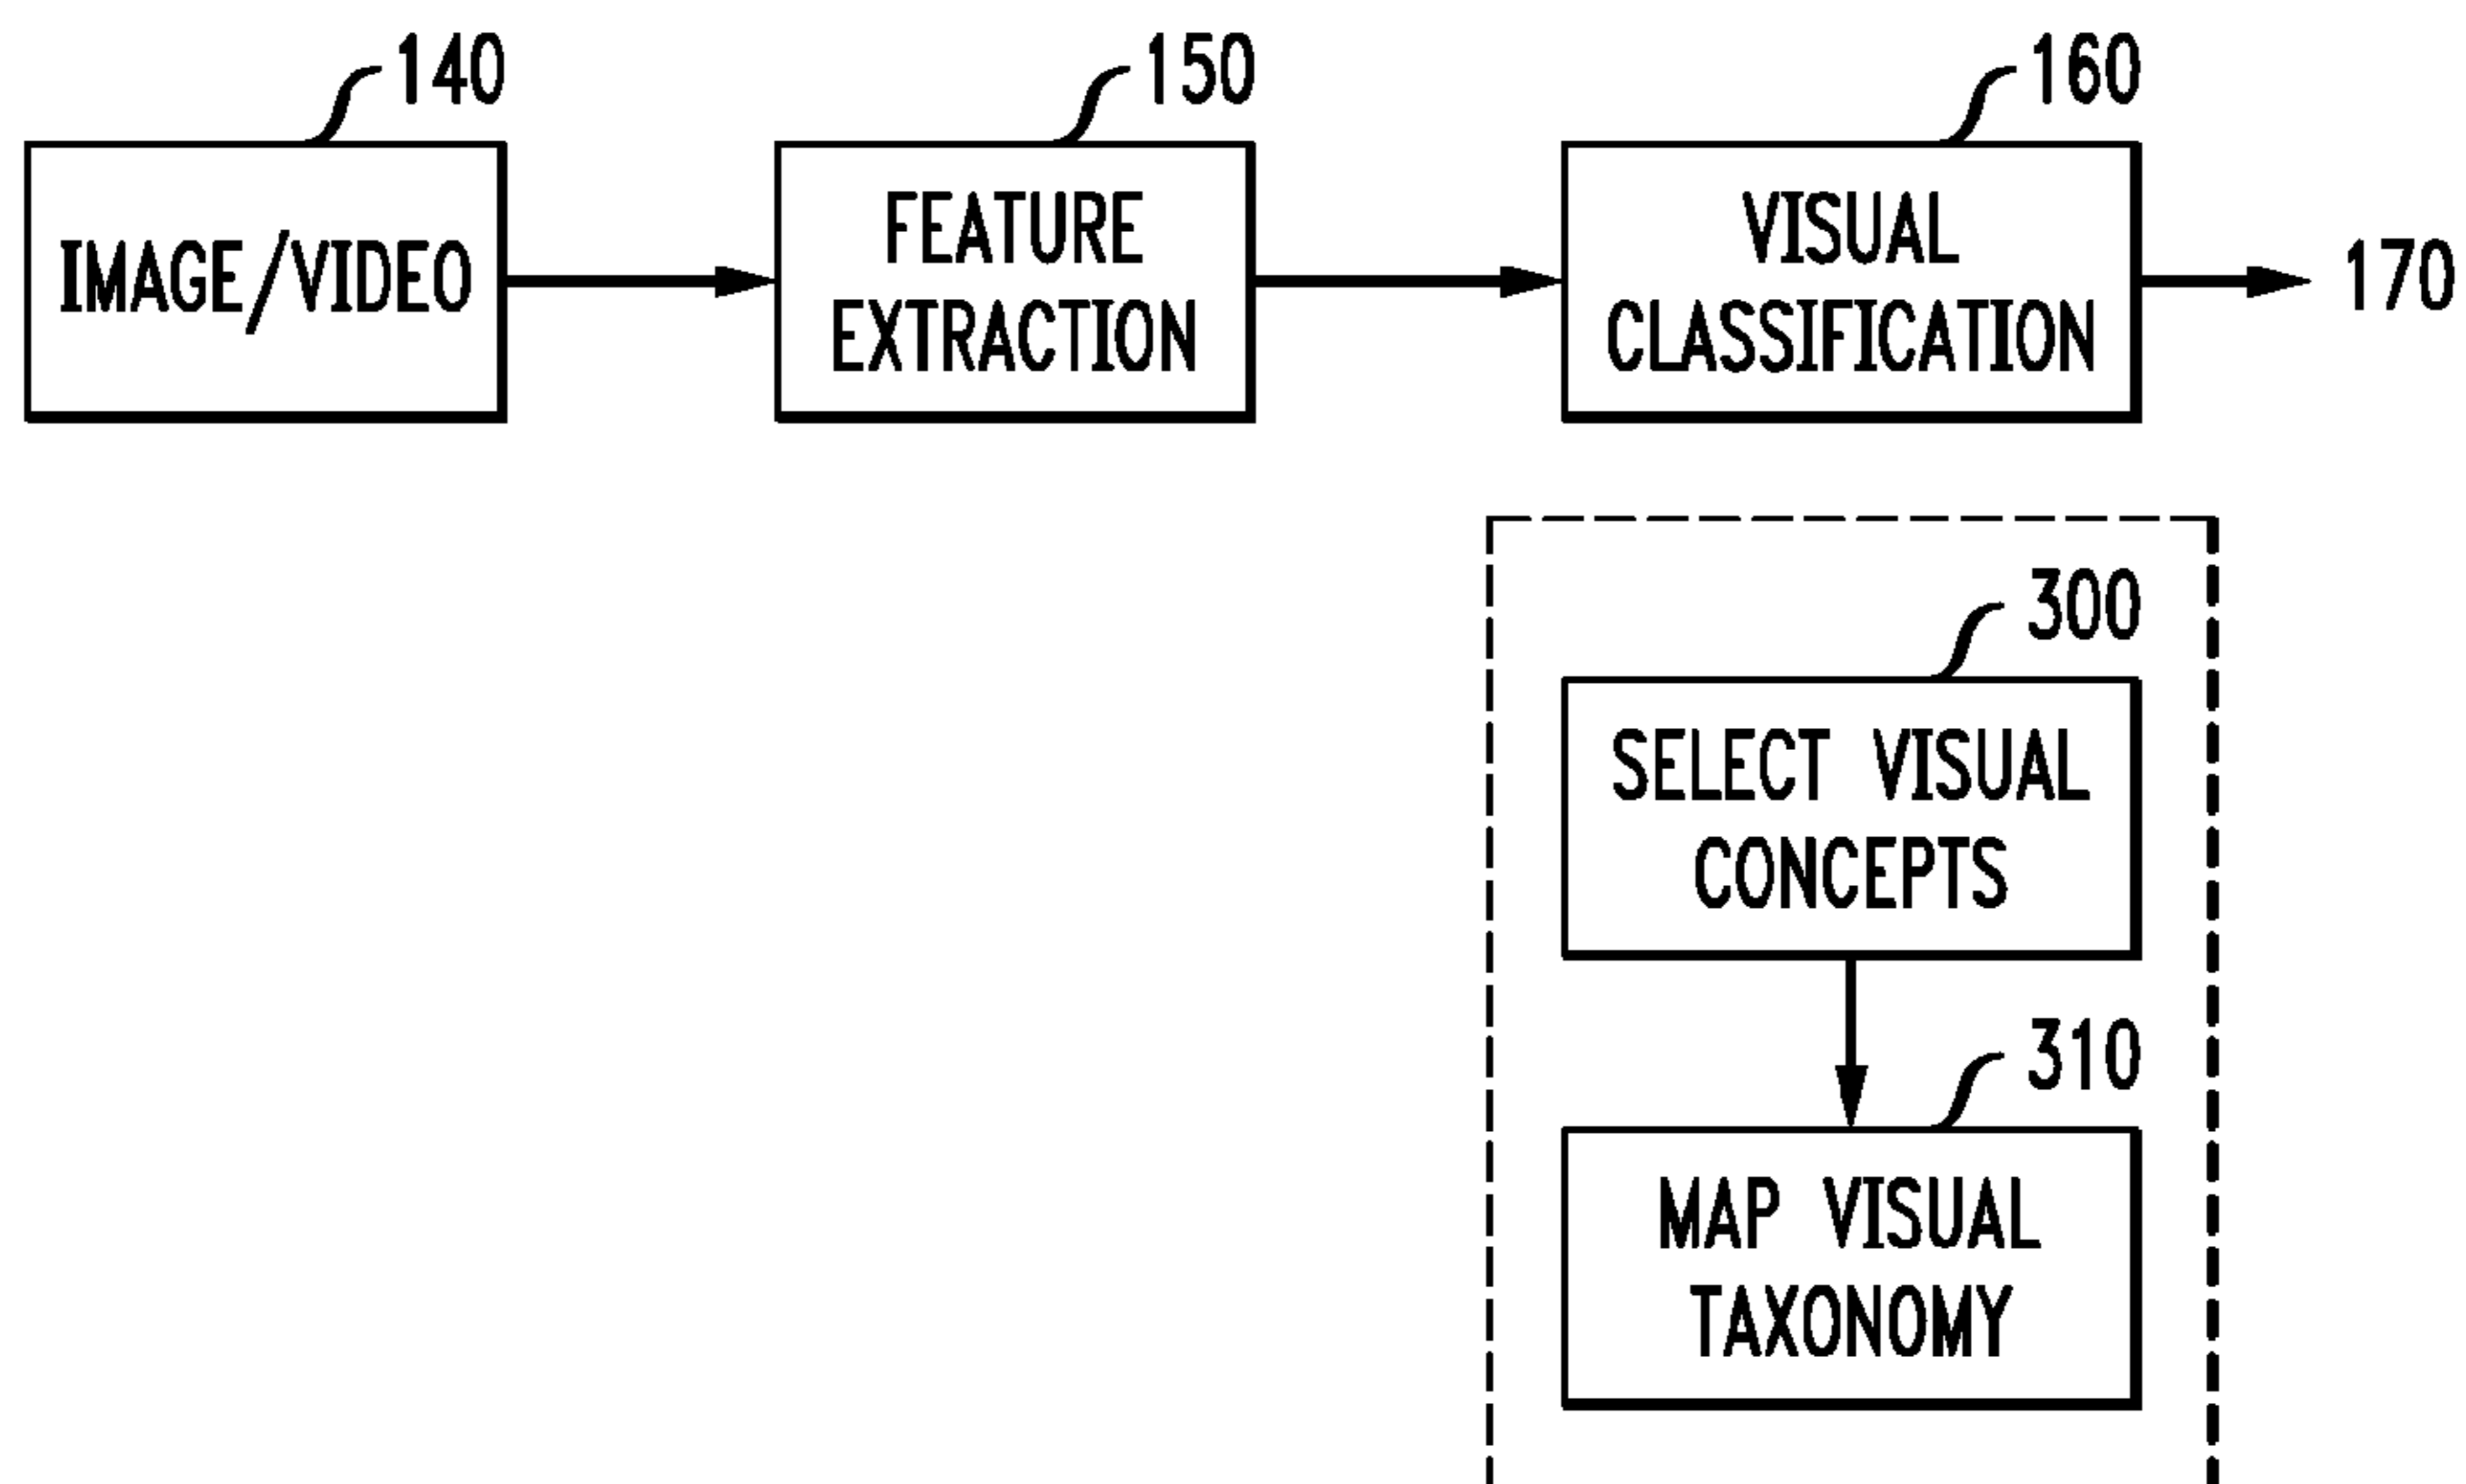 140
IMAGE/VIDEO
150
FEATURE
EXTRACTION
160
VISUAL
CLASSIFICATION
170
300
SELECT VISUAL
CONCEPTS
310
MAP VISUAL
TAXONOMY